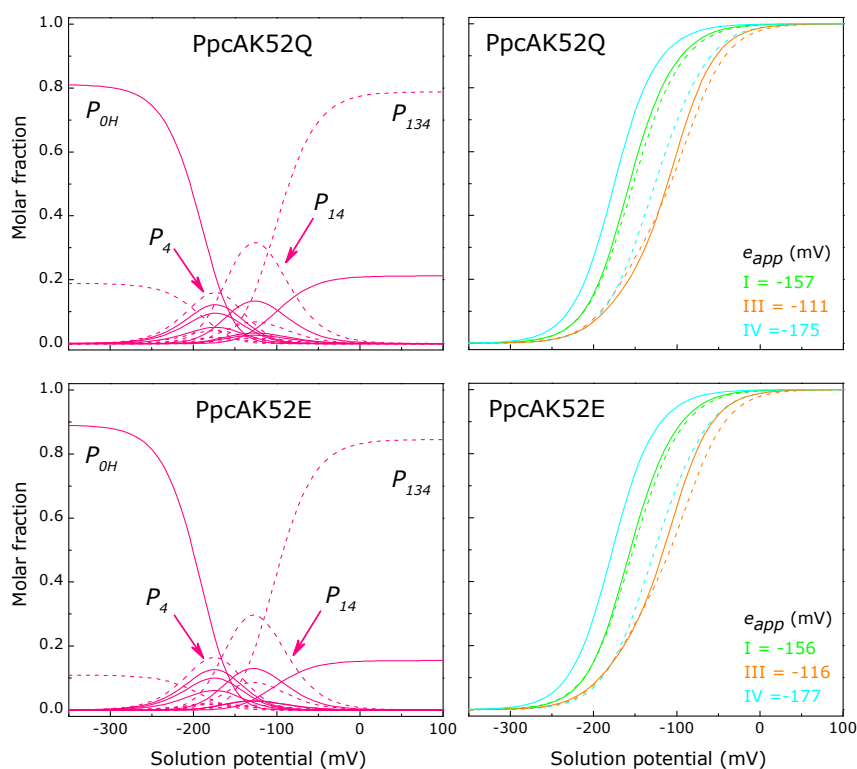 PpcAK52Q
P0H
P134
P14
P4
Molar fraction
1.0
0.8
0.6
0.4
0.2
0.0
PpcAK52Q
eapp (mV)
I = -157
III = -111
IV =-175
PpcAK52E
P0H
P134
P4
P14
Molar fraction
1.0
0.8
0.6
0.4
0.2
0.0
-300 -200 -100 0 100
Solution potential (mV)
PpcAK52E
eapp (mV)
I = -156
III = -116
IV = -177
-300 -200 -100 0 100
Solution potential (mV)